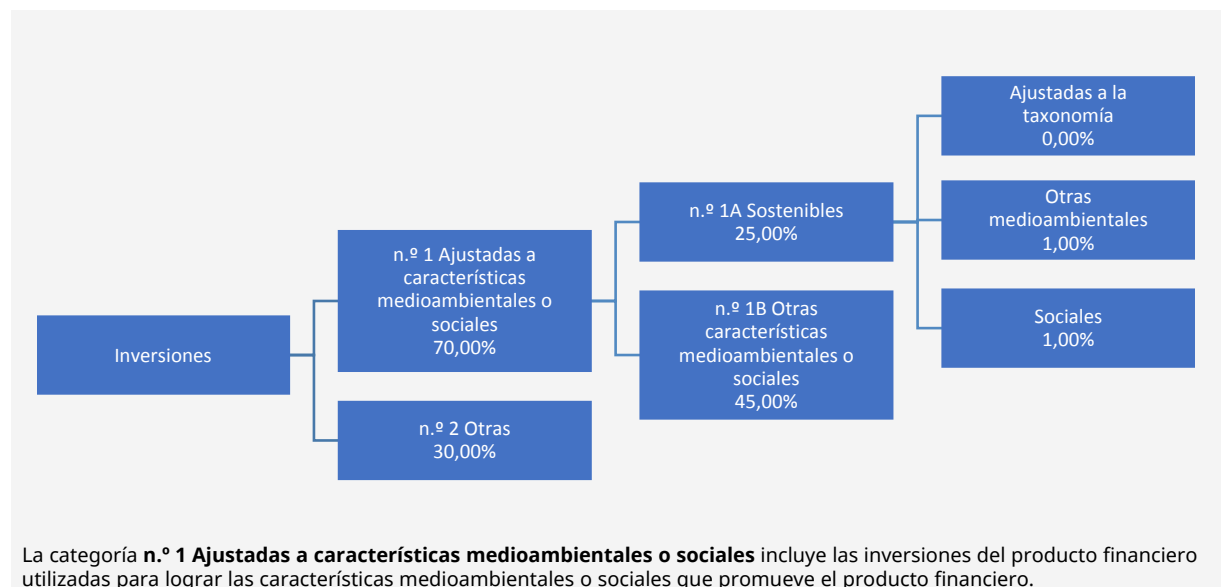 Inversiones
n.º 1 Ajustadas a
características
medioambientales o
sociales
70,00%
n.º 2 Otras
30,00%
n.º 1A Sostenibles
25,00%
n.º 1B Otras
características
medioambientales o
sociales
45,00%
Ajustadas a la
taxonomía
0,00%
Otras
medioambientales
1,00%
Sociales
1,00%
La categoría n.º 1 Ajustadas a características medioambientales o sociales incluye las inversiones del producto financiero
utilizadas para lograr las características medioambientales o sociales que promueve el producto financiero.